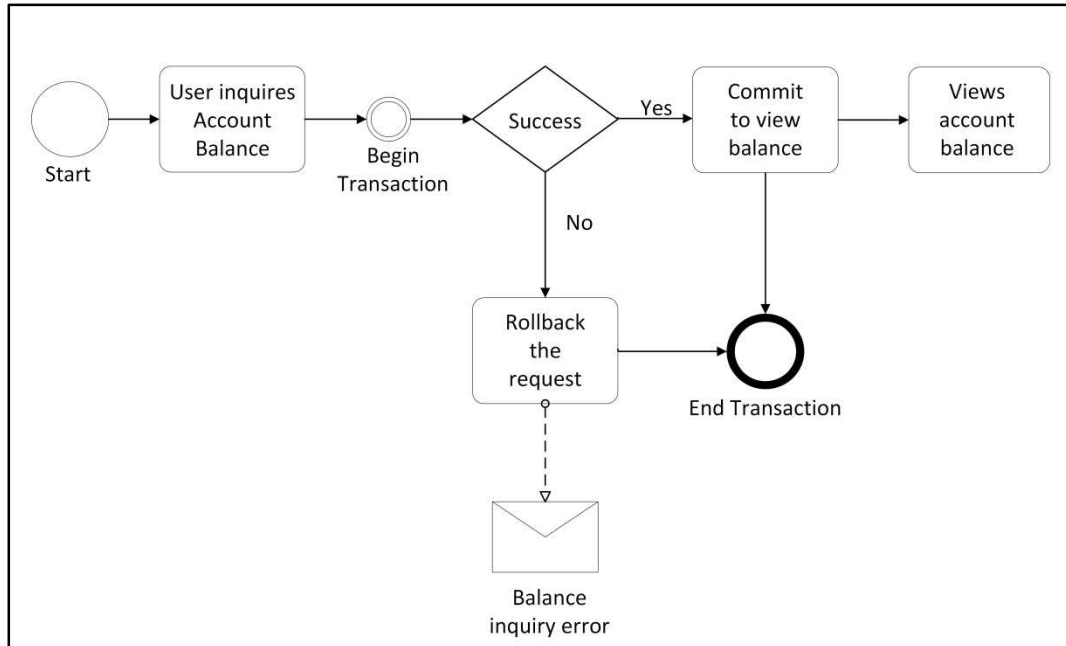 Start
User inquires
Account
Balance
Begin
Transaction
Success
Yes
Commit
to view
balance
Views
account
balance
No
Rollback
the
request
End Transaction
Balance
inquiry error